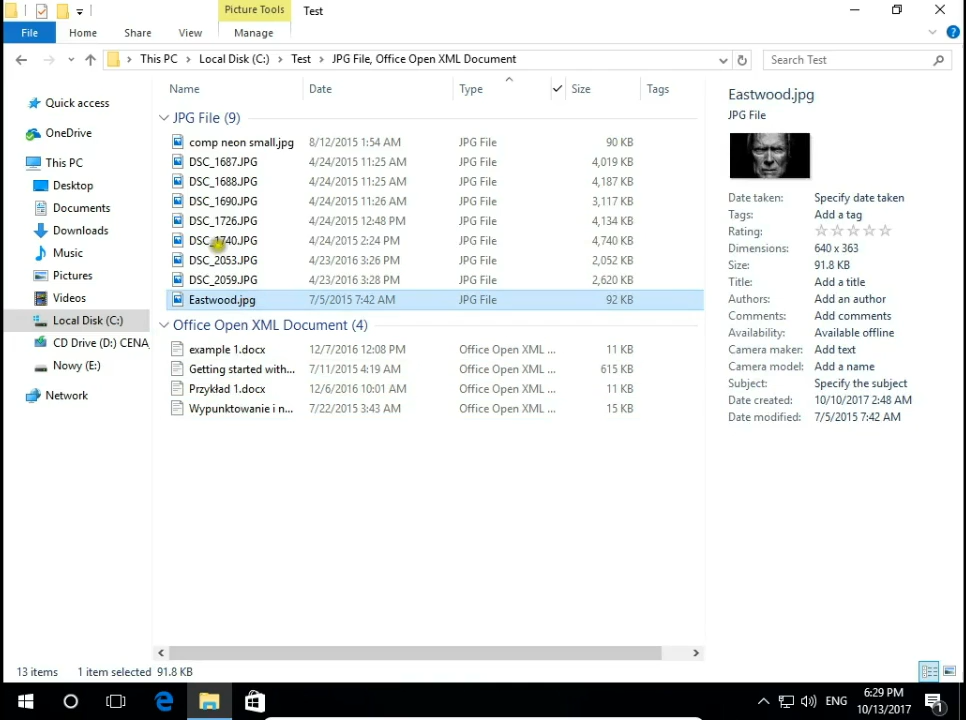 Picture Tools
Test
File
Home
Share
View
Manage
This PC
Local Disk (C:)
Test
JPG File, Office Open XML Document
Search Test
Name
Date
Type
Size
Tags
Quick access
OneDrive
This PC
Desktop
Documents
Downloads
Music
Pictures
Videos
Local Disk (C:)
CD Drive (D:) CENA_
Nowy (E:)
Network
JPG File (9)
comp neon small.jpg 8/12/2015 1:54 AM JPG File 90 KB
DSC_1687.JPG 4/24/2015 11:25 AM JPG File 4,019 KB
DSC_1688.JPG 4/24/2015 11:25 AM JPG File 4,187 KB
DSC_1690.JPG 4/24/2015 11:26 AM JPG File 3,117 KB
DSC_1726.JPG 4/24/2015 12:48 PM JPG File 4,134 KB
DSC_1740.JPG 4/24/2015 2:24 PM JPG File 4,740 KB
DSC_2053.JPG 4/23/2016 3:26 PM JPG File 2,052 KB
DSC_2059.JPG 4/23/2016 3:28 PM JPG File 2,620 KB
Eastwood.jpg 7/5/2015 7:42 AM JPG File 92 KB
Office Open XML Document (4)
example 1.docx 12/7/2016 12:08 PM Office Open XML ... 11 KB
Getting started with... 7/11/2015 4:19 AM Office Open XML ... 615 KB
Przykład 1.docx 12/6/2016 10:01 AM Office Open XML ... 11 KB
Wypunktowanie i n... 7/22/2015 3:43 AM Office Open XML ... 15 KB
Eastwood.jpg
JPG File
Date taken: Specify date taken
Tags: Add a tag
Rating:
Dimensions: 640 x 363
Size: 91.8 KB
Title: Add a title
Authors: Add an author
Comments: Add comments
Availability: Available offline
Camera maker: Add text
Camera model: Add a name
Subject: Specify the subject
Date created: 10/10/2017 2:48 AM
Date modified: 7/5/2015 7:42 AM
13 items 1 item selected 91.8 KB
ENG
6:29 PM
10/13/2017
1